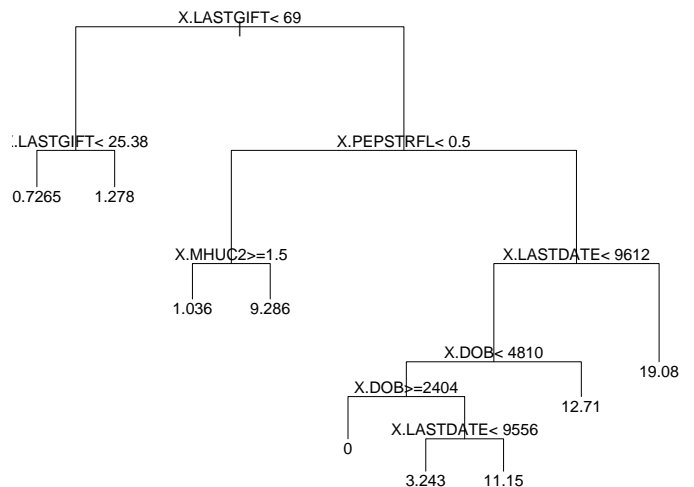 X.LASTGIFT< 69
.LASTGIFT< 25.38
X.PEPSTRFL< 0.5
0.7265
1.278
X.MHUC2>=1.5
X.LASTDATE< 9612
1.036
9.286
X.DOB< 4810
19.08
X.DOB>=2404
12.71
X.LASTDATE< 9556
0
3.243
11.15